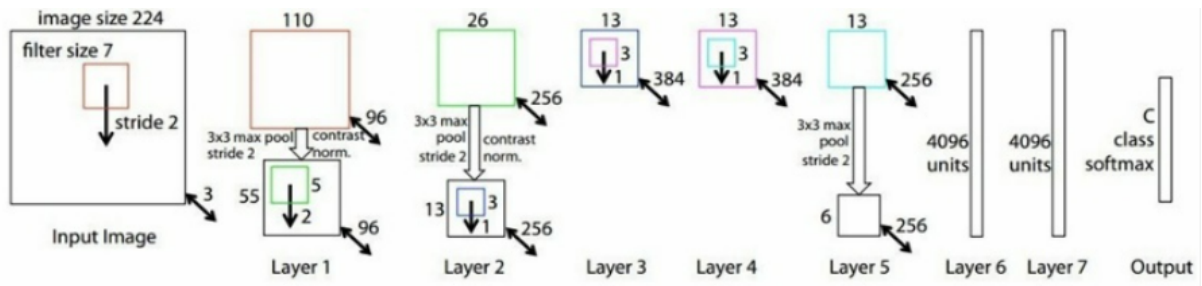 image size 224
filter size 7
stride 2
3
Input Image
110
96
3x3 max pool
stride 2
contrast
norm.
55
5
2
96
Layer 1
26
256
3x3 max
pool
stride 2
contrast
norm.
13
3
1
256
Layer 2
13
3
1
384
Layer 3
13
3
1
384
Layer 4
13
256
3x3 max
pool
stride 2
6
256
Layer 5
4096
units
Layer 6
4096
units
Layer 7
C
class
softmax
Output